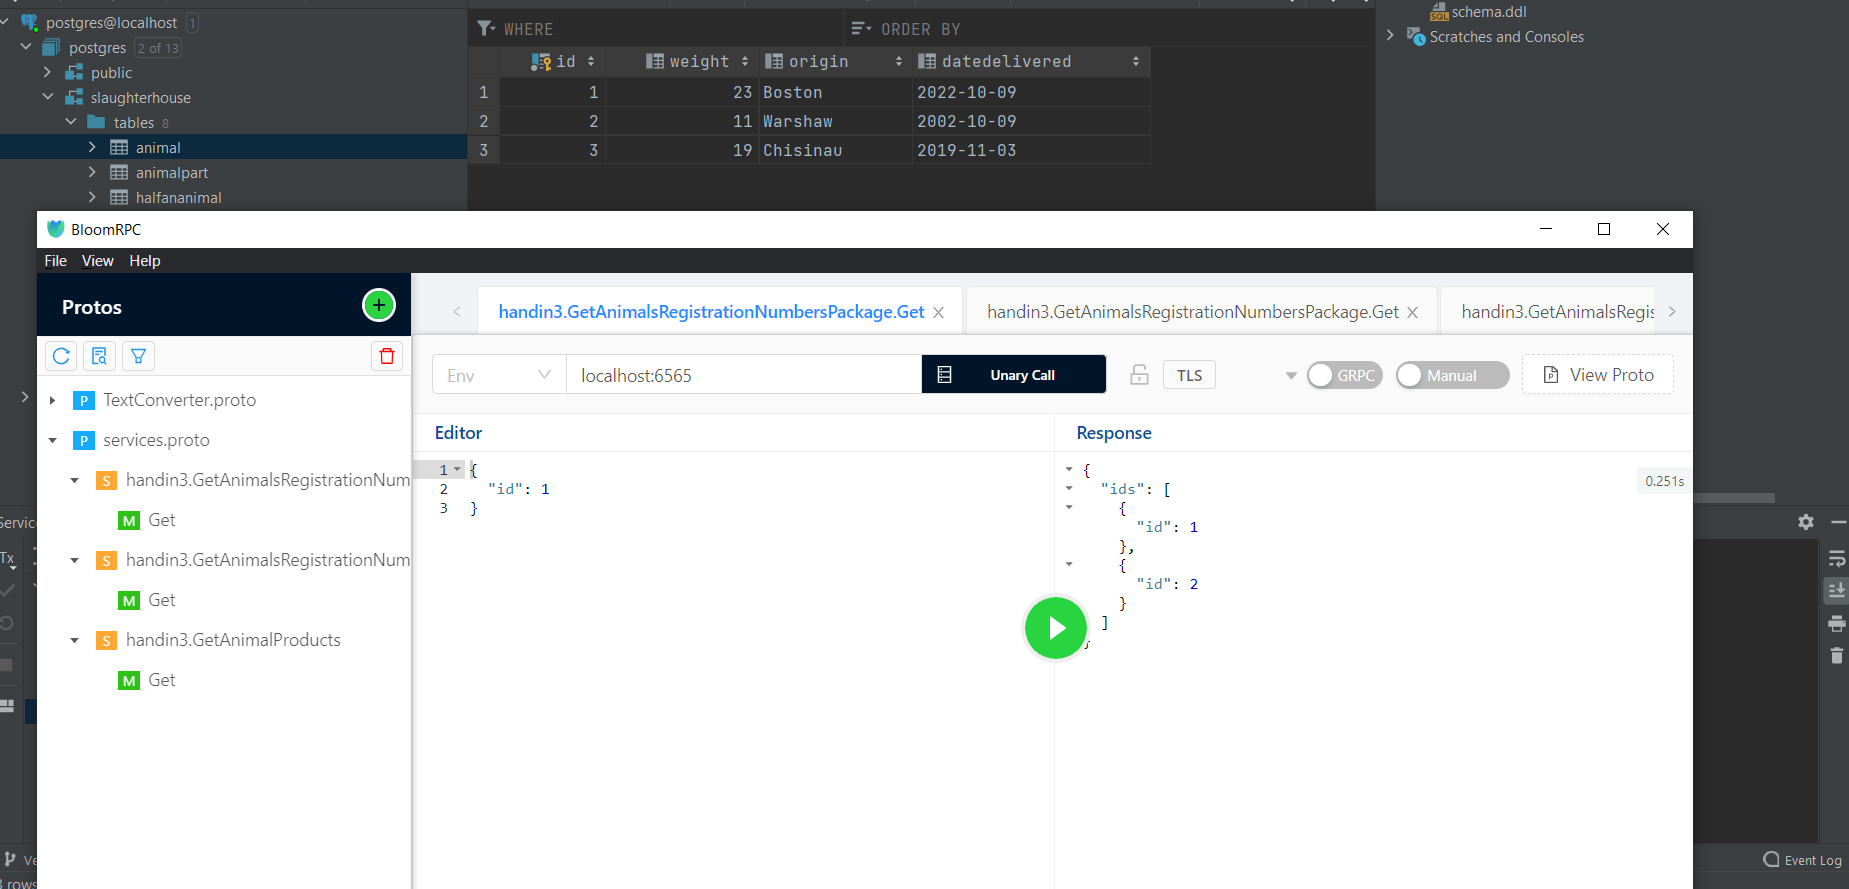 postgres@localhost 1
postgres 2 of 13
public
slaughterhouse
tables 8
animal
animalpart
halfananimal
WHERE
ORDER BY
id weight origin datedelivered
1 1 23 Boston 2022-10-09
2 2 11 Warshaw 2002-10-09
3 3 19 Chisinau 2019-11-03
SQL schema.ddl
Scratches and Consoles
BloomRPC
File View Help
Protos
+
P TextConverter.proto
P services.proto
S handin3.GetAnimalsRegistrationNum
M Get
S handin3.GetAnimalsRegistrationNum
M Get
S handin3.GetAnimalProducts
M Get
handin3.GetAnimalsRegistrationNumbersPackage.Get
handin3.GetAnimalsRegistrationNumbersPackage.Get
handin3.GetAnimalsRegis
Env
localhost:6565
Unary Call
TLS
GRPC
Manual
View Proto
Editor
1 {
2 "id": 1
3 }
Response
0.251s
{
"ids": [
{
"id": 1
},
{
"id": 2
}
]
}
Servic
Tx
Ve
3 rows
Event Log